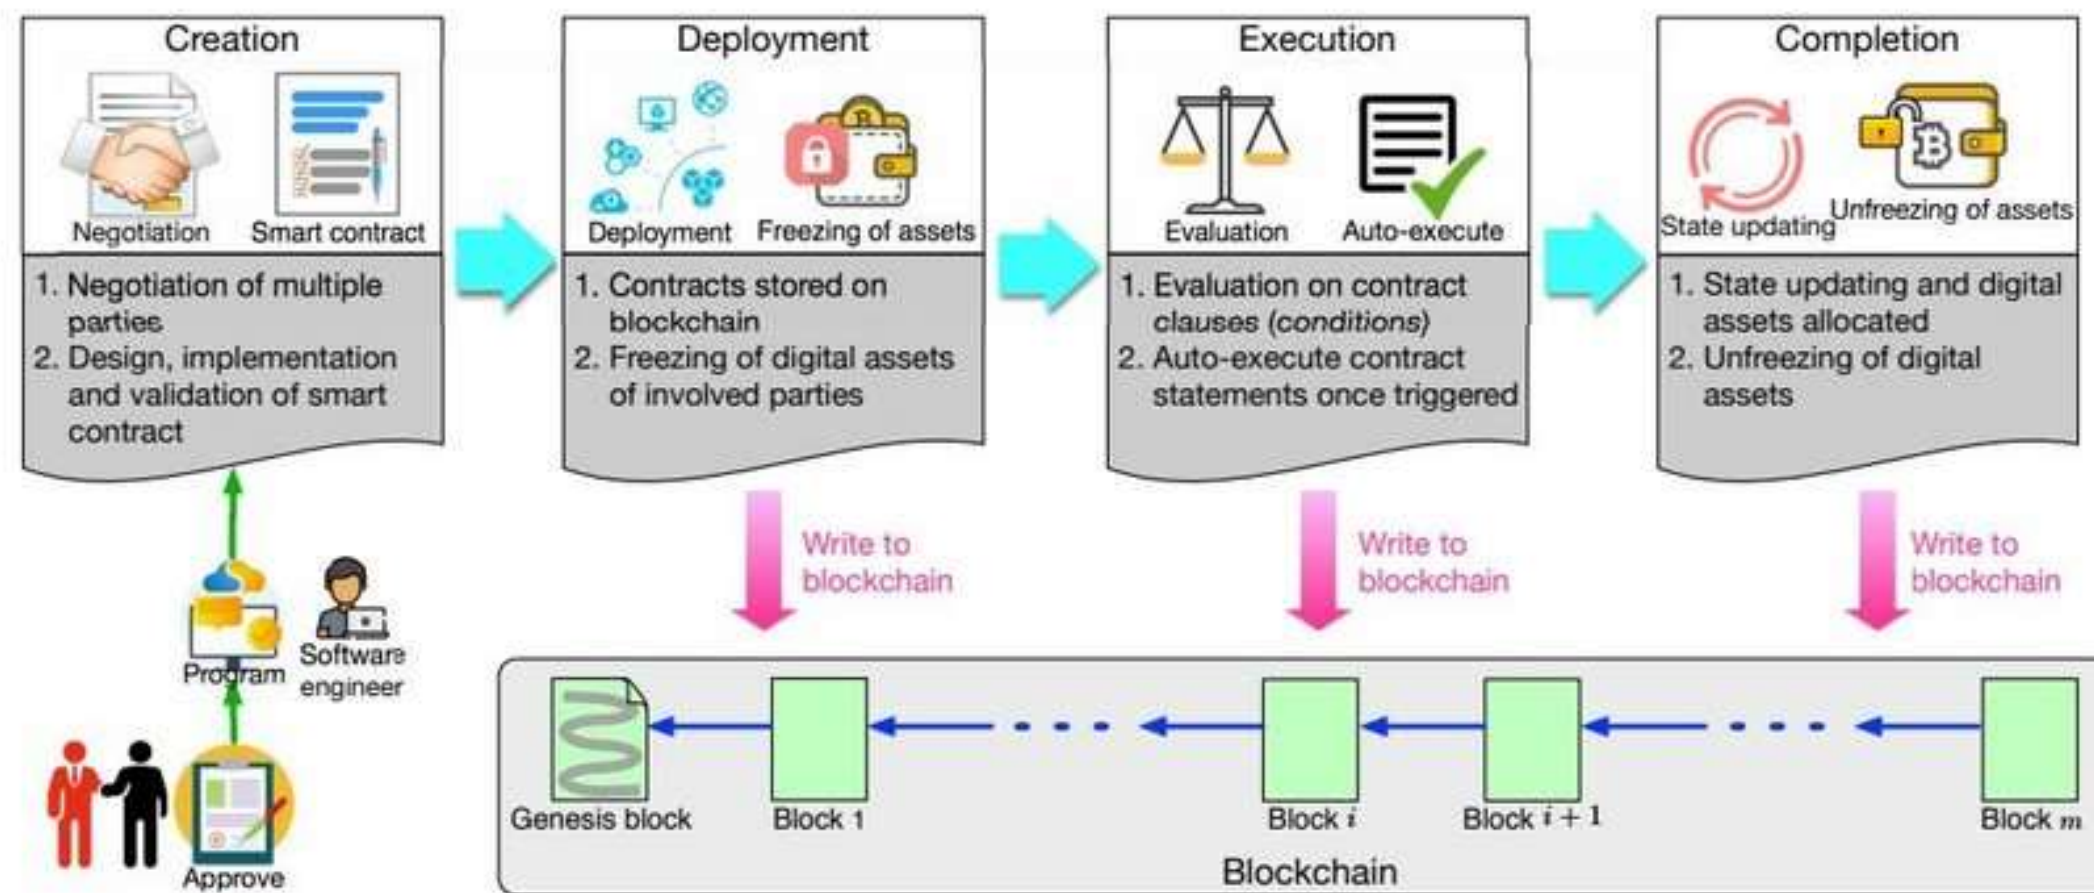 Creation
Negotiation
Smart contract
1. Negotiation of multiple
parties
2. Design, implementation
and validation of smart
contract
Deployment
Deployment
Freezing of assets
1. Contracts stored on
blockchain
2. Freezing of digital assets
of involved parties
Execution
Evaluation
Auto-execute
1. Evaluation on contract
clauses (conditions)
2. Auto-execute contract
statements once triggered
Completion
State updating
Unfreezing of assets
1. State updating and digital
assets allocated
2. Unfreezing of digital
assets
Write to
blockchain
Write to
blockchain
Write to
blockchain
Program
Software
engineer
Approve
Genesis block
Block 1
Block i
Block i + 1
Block m
Blockchain